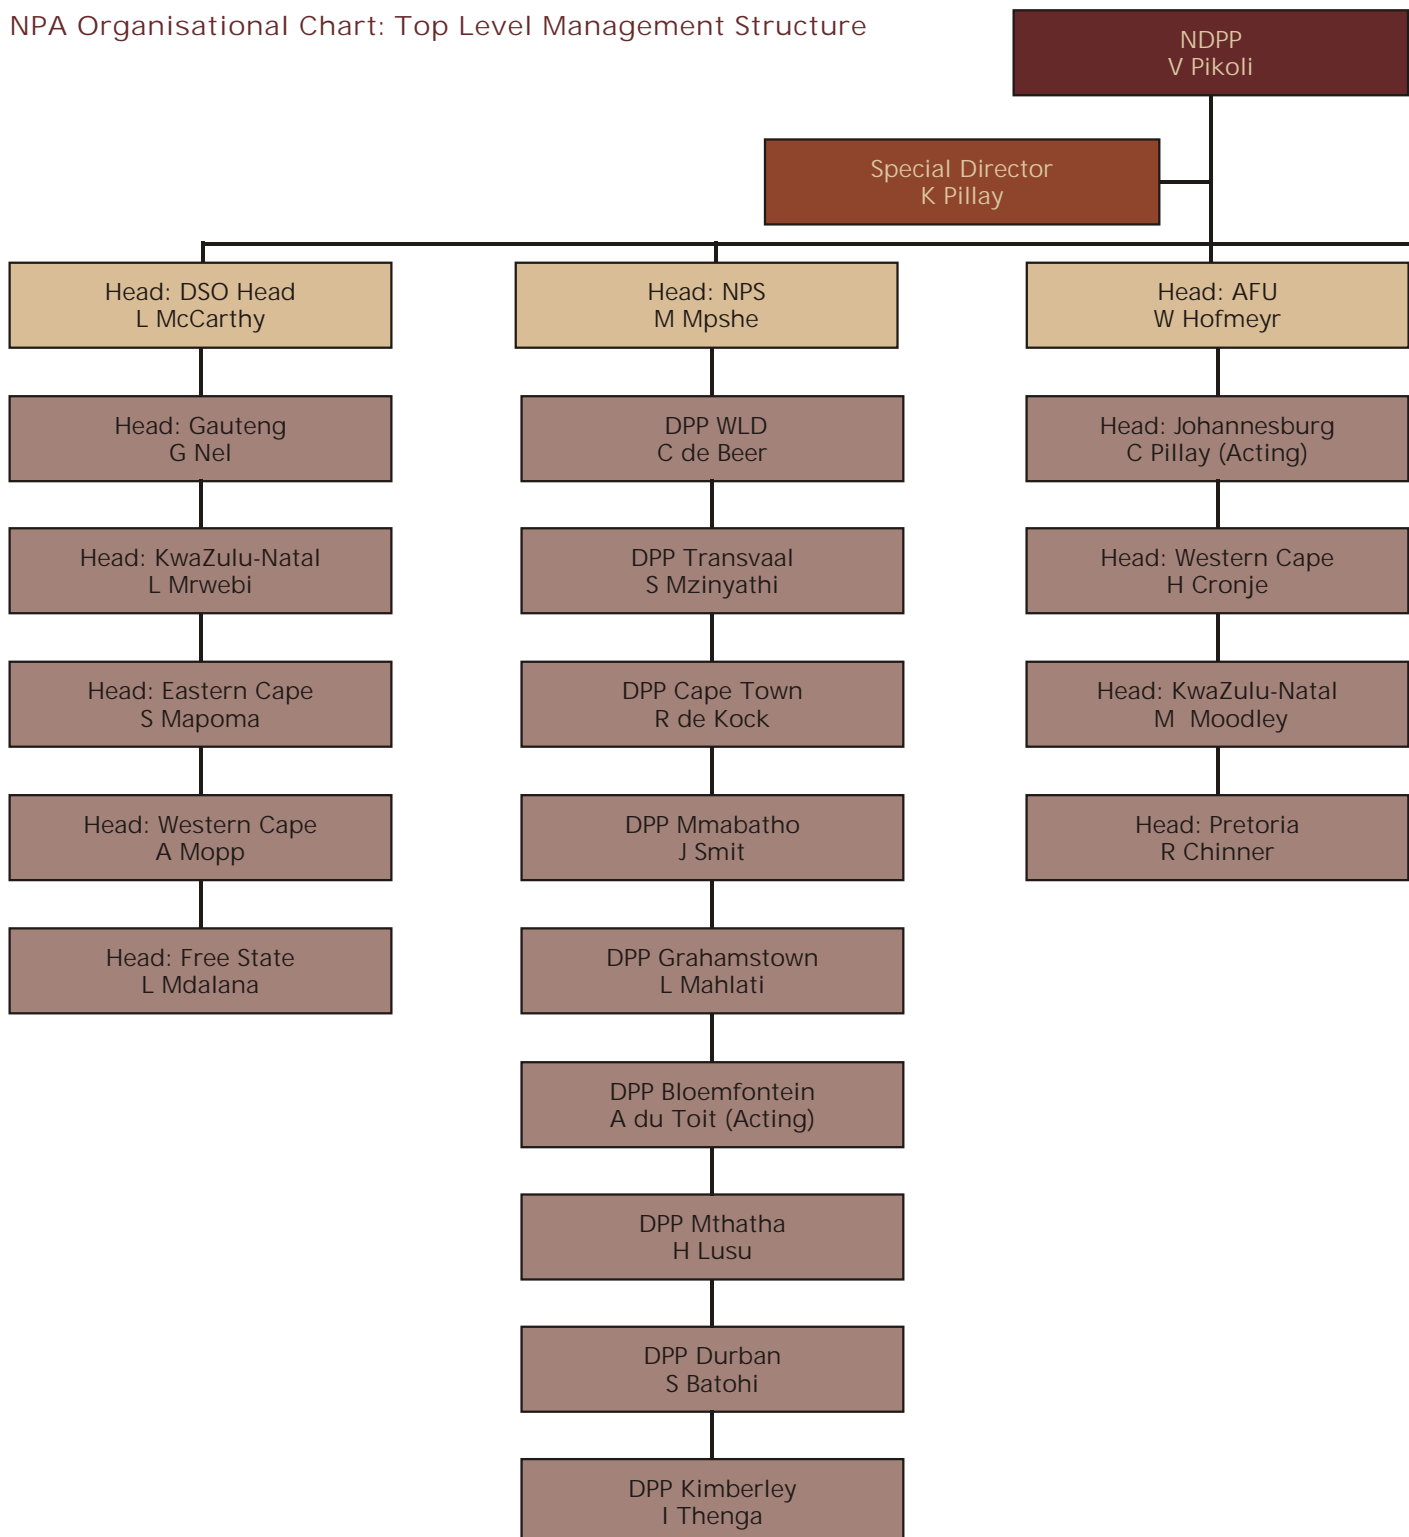 NPA Organisational Chart: Top Level Management Structure
NDPP
V Pikoli
Special Director
K Pillay
Head: DSO Head
L McCarthy
Head: Gauteng
G Nel
Head: KwaZulu-Natal
L Mrwebi
Head: Eastern Cape
S Mapoma
Head: Western Cape
A Mopp
Head: Free State
L Mdalana
Head: NPS
M Mpshe
DPP WLD
C de Beer
DPP Transvaal
S Mzinyathi
DPP Cape Town
R de Kock
DPP Mmabatho
J Smit
DPP Grahamstown
L Mahlati
DPP Bloemfontein
A du Toit (Acting)
DPP Mthatha
H Lusu
DPP Durban
S Batohi
DPP Kimberley
I Thenga
Head: AFU
W Hofmeyr
Head: Johannesburg
C Pillay (Acting)
Head: Western Cape
H Cronje
Head: KwaZulu-Natal
M  Moodley
Head: Pretoria
R Chinner